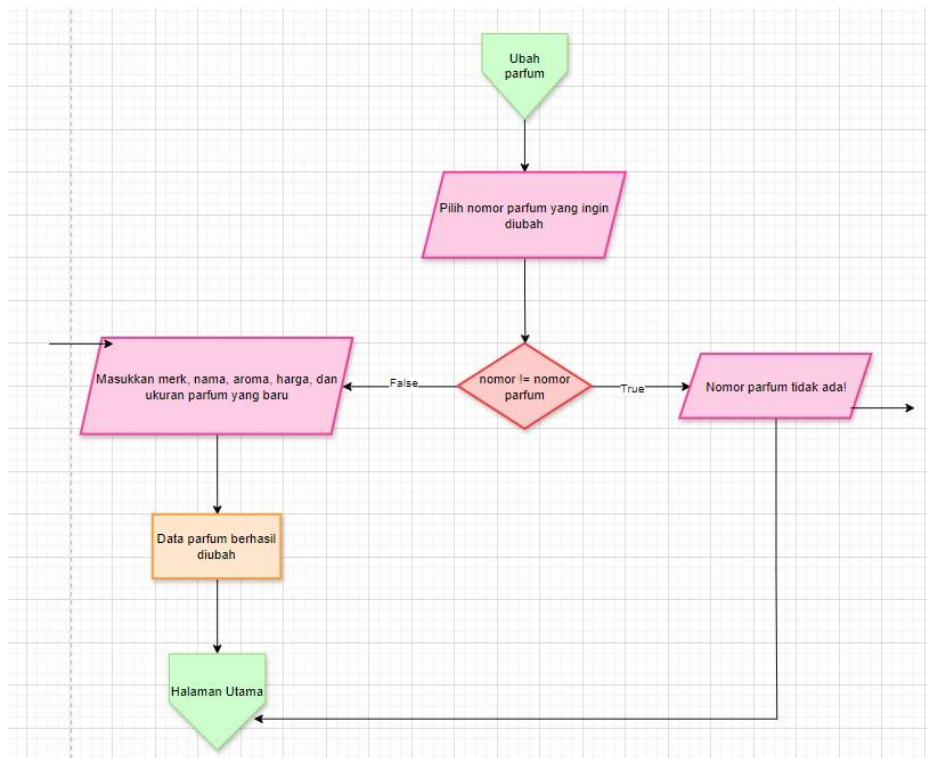 Ubah
parfum
Pilih nomor parfum yang ingin
diubah
Masukkan merk, nama, aroma, harga, dan
ukuran parfum yang baru
False
nomor != nomor
parfum
True
Nomor parfum tidak ada!
Data parfum berhasil
diubah
Halaman Utama